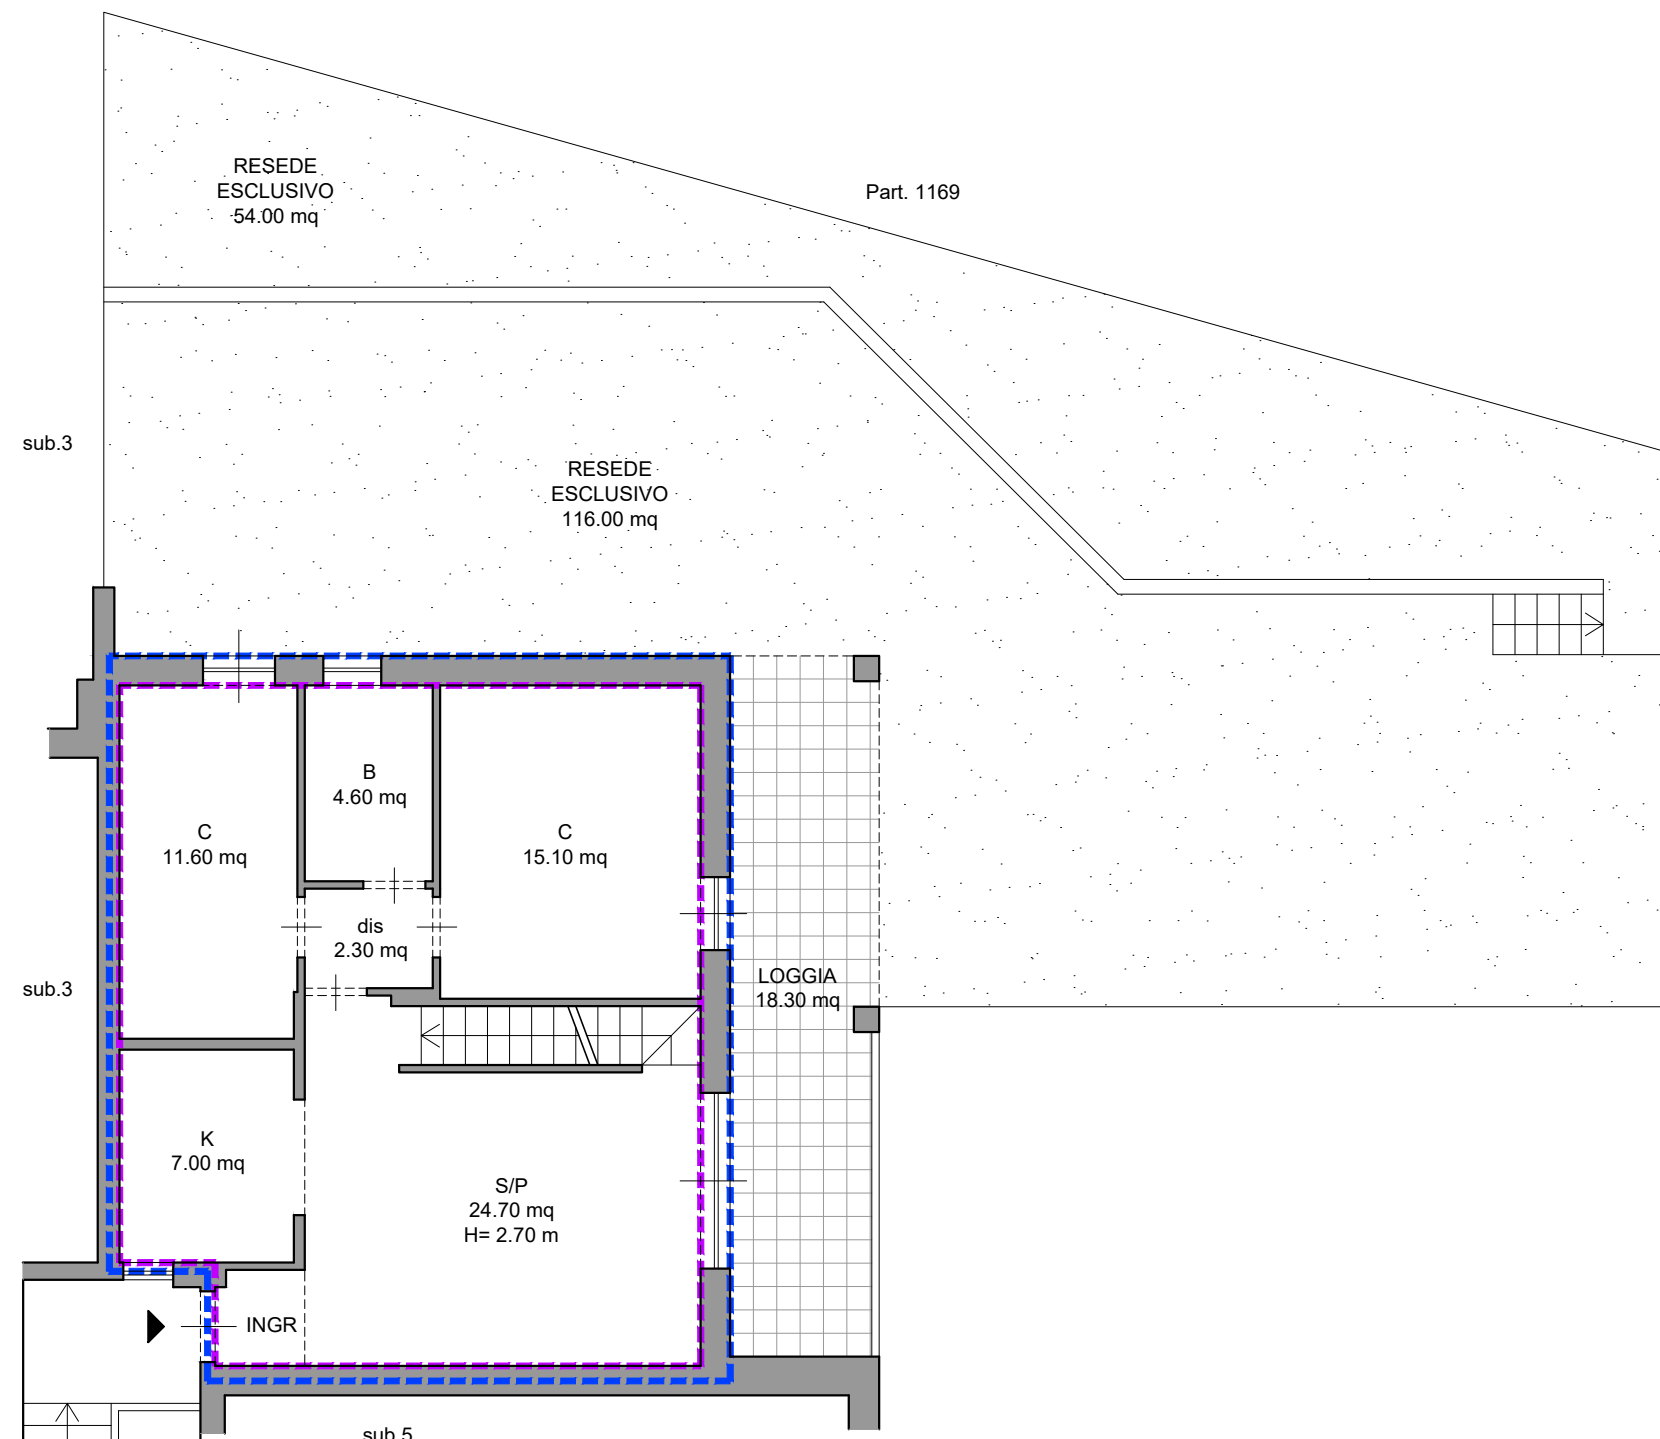 RESEDE
ESCLUSIVO
54.00 mq
Part. 1169
sub.3
RESEDE
ESCLUSIVO
116.00 mq
B
4.60 mq
C
11.60 mq
C
15.10 mq
dis
2.30 mq
sub.3
LOGGIA
18.30 mq
K
7.00 mq
S/P
24.70 mq
H= 2.70 m
INGR
sub.5